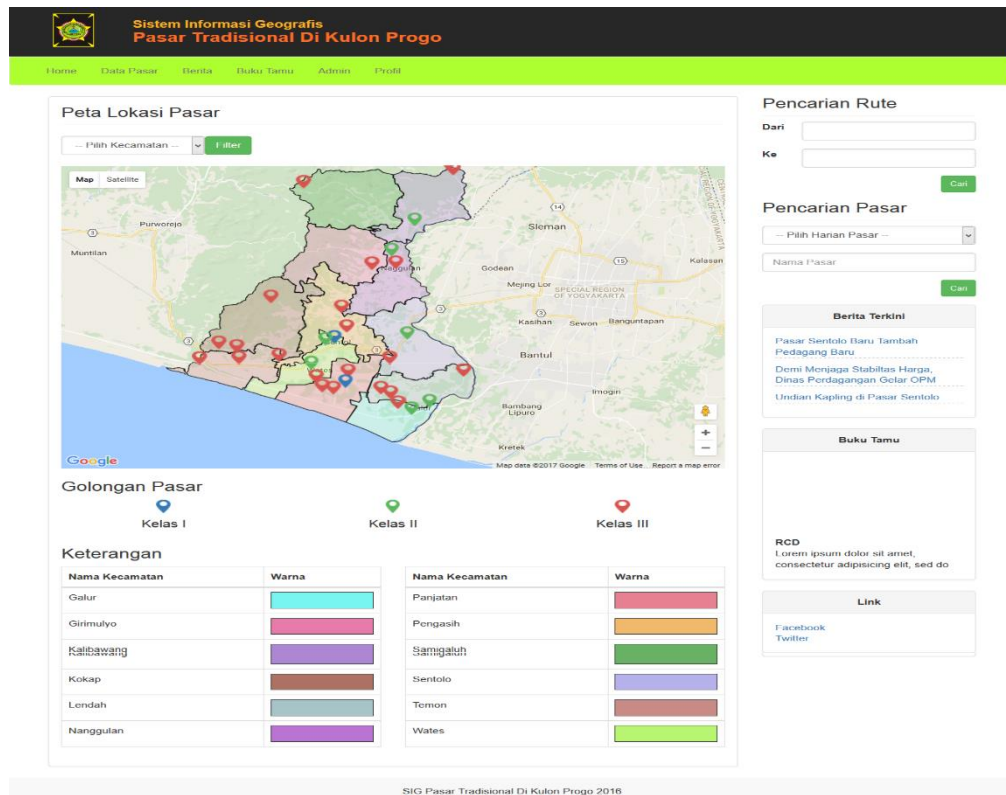 Sistem Informasi Geografis
Pasar Tradisional Di Kulon Progo
Home Data Pasar Berita Buku Tamu Admin Profil
Peta Lokasi Pasar
-- Pilih Kecamatan -- Filter
Map Satellite
Purworejo
Muntilan
Sleman
Nanggulan
Godean
Kalasan
Mejing Lor
SPECIAL REGION
OF YOGYAKARTA
Kasihan Sewon Banguntapan
Bantul
Imogiri
Bambang
Lipuro
Kretek
Google
Map data ©2017 Google Terms of Use Report a map error
Golongan Pasar
Kelas I Kelas II Kelas III
Keterangan
Nama Kecamatan Warna Nama Kecamatan Warna
Galur Panjatan
Girimulyo Pengasih
Kalibawang Samigaluh
Kokap Sentolo
Lendah Temon
Nanggulan Wates
Pencarian Rute
Dari
Ke
Cari
Pencarian Pasar
-- Pilih Harian Pasar --
Nama Pasar
Cari
Berita Terkini
Pasar Sentolo Baru Tambah
Pedagang Baru
Demi Menjaga Stabiltas Harga,
Dinas Perdagangan Gelar OPM
Undian Kapling di Pasar Sentolo
Buku Tamu
RCD
Lorem ipsum dolor sit amet,
consectetur adipisicing elit, sed do
Link
Facebook
Twitter
SIG Pasar Tradisional Di Kulon Progo 2016